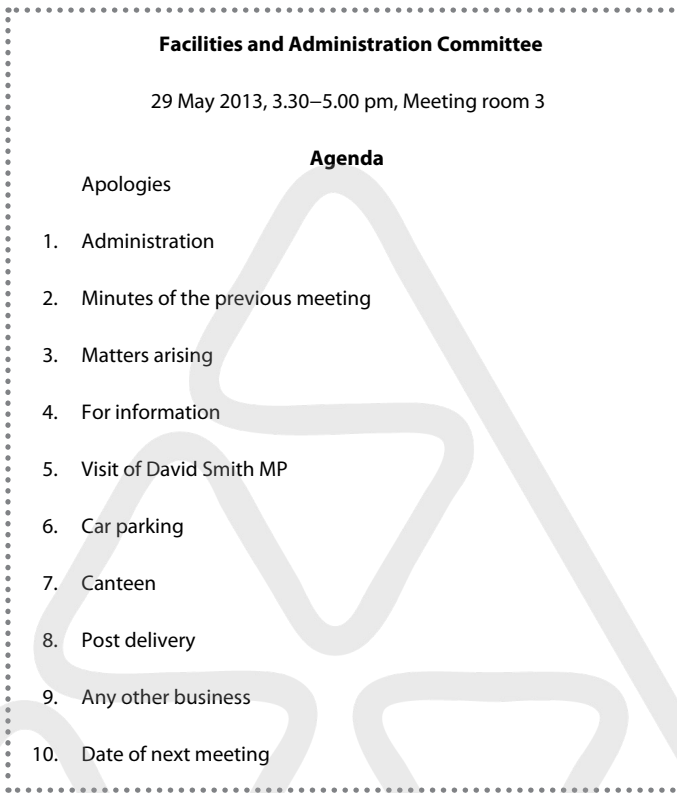 Facilities and Administration Committee
29 May 2013, 3.30–5.00 pm, Meeting room 3
Agenda
Apologies
1. Administration
2. Minutes of the previous meeting
3. Matters arising
4. For information
5. Visit of David Smith MP
6. Car parking
7. Canteen
8. Post delivery
9. Any other business
10. Date of next meeting